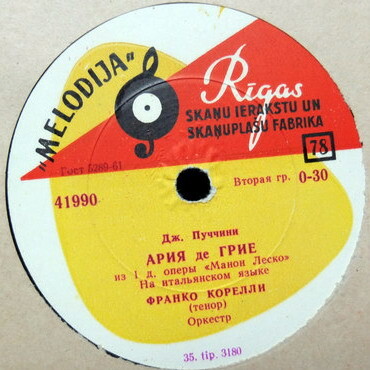 „MELODIJA"
Rīgas
SKAŅU IERAKSTU UN
SKAŅUPLAŠU FABRIKA
Гост 5289-61
78
41990
Вторая гр. 0-30
Дж. Пуччини
АРИЯ де ГРИЕ
из 1 д. оперы «Манон Леско»
На итальянском языке
ФРАНКО КОРЕЛЛИ
(тенор)
Оркестр
35. tip. 3180